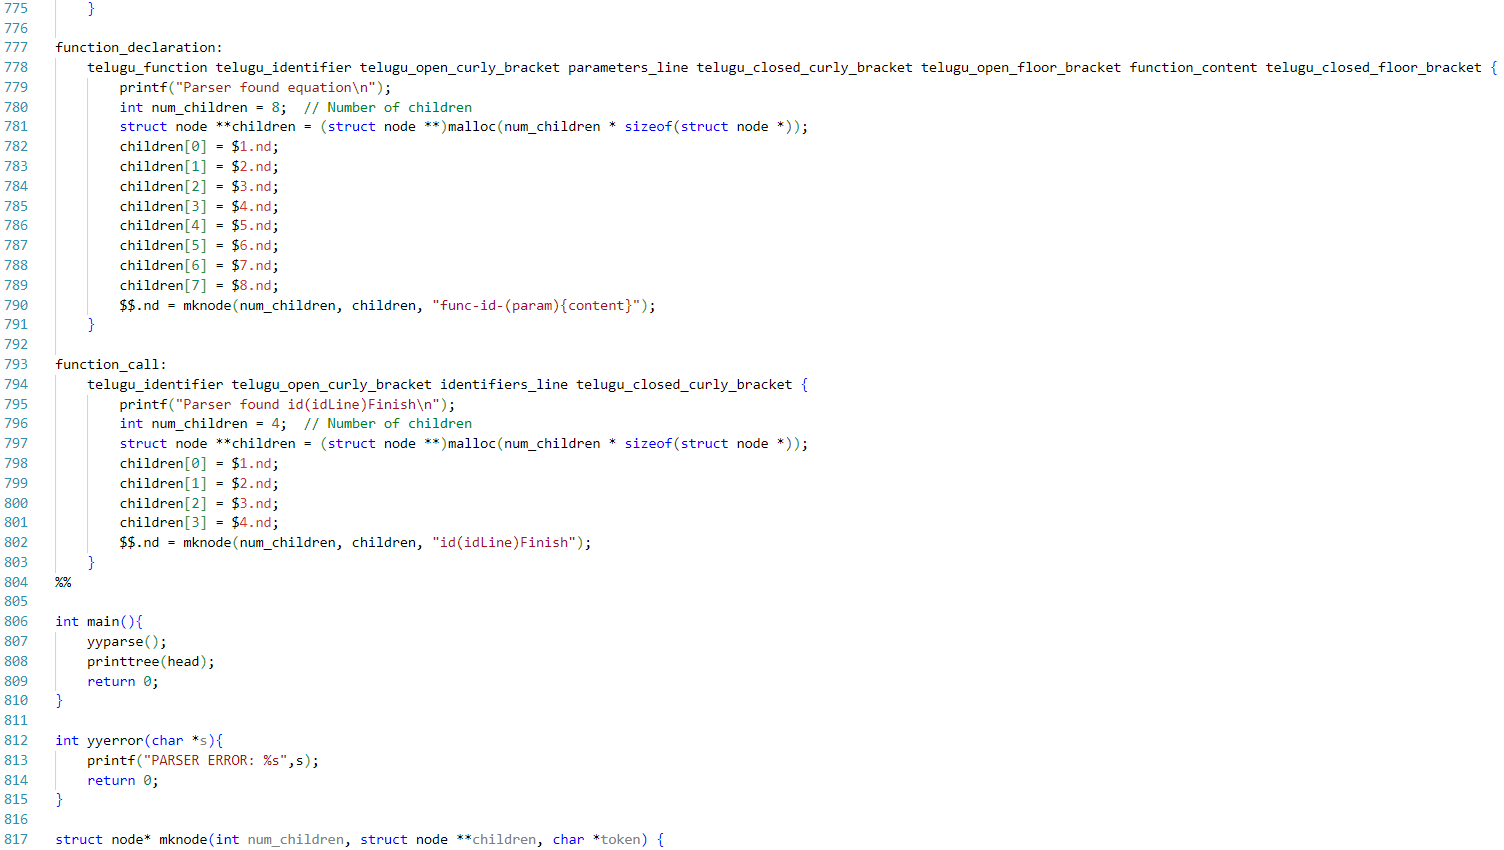 775         }
776
777     function_declaration:
778         telugu_function telugu_identifier telugu_open_curly_bracket parameters_line telugu_closed_curly_bracket telugu_open_floor_bracket function_content telugu_closed_floor_bracket {
779             printf("Parser found equation\n");
780             int num_children = 8;  // Number of children
781             struct node **children = (struct node **)malloc(num_children * sizeof(struct node *));
782             children[0] = $1.nd;
783             children[1] = $2.nd;
784             children[2] = $3.nd;
785             children[3] = $4.nd;
786             children[4] = $5.nd;
787             children[5] = $6.nd;
788             children[6] = $7.nd;
789             children[7] = $8.nd;
790             $$.nd = mknode(num_children, children, "func-id-(param){content}");
791         }
792
793     function_call:
794         telugu_identifier telugu_open_curly_bracket identifiers_line telugu_closed_curly_bracket {
795             printf("Parser found id(idLine)Finish\n");
796             int num_children = 4;  // Number of children
797             struct node **children = (struct node **)malloc(num_children * sizeof(struct node *));
798             children[0] = $1.nd;
799             children[1] = $2.nd;
800             children[2] = $3.nd;
801             children[3] = $4.nd;
802             $$.nd = mknode(num_children, children, "id(idLine)Finish");
803         }
804     %%
805
806     int main(){
807         yyparse();
808         printtree(head);
809         return 0;
810     }
811
812     int yyerror(char *s){
813         printf("PARSER ERROR: %s",s);
814         return 0;
815     }
816
817     struct node* mknode(int num_children, struct node **children, char *token) {